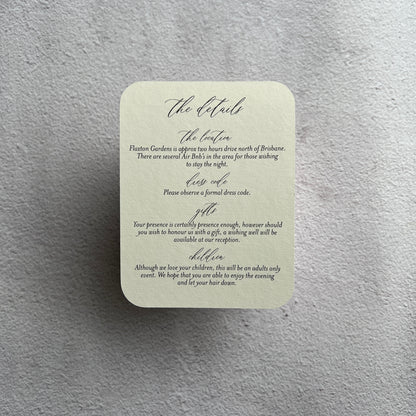 the details
the location
Flaxton Gardens is approx two hours drive north of Brisbane.
There are several Air Bnb's in the area for those wishing
to stay the night.
dress code
Please observe a formal dress code.
gifts
Your presence is certainly presence enough, however should
you wish to honour us with a gift, a wishing well will be
available at our reception.
children
Although we love your children, this will be an adults only
event. We hope that you are able to enjoy the evening
and let your hair down.